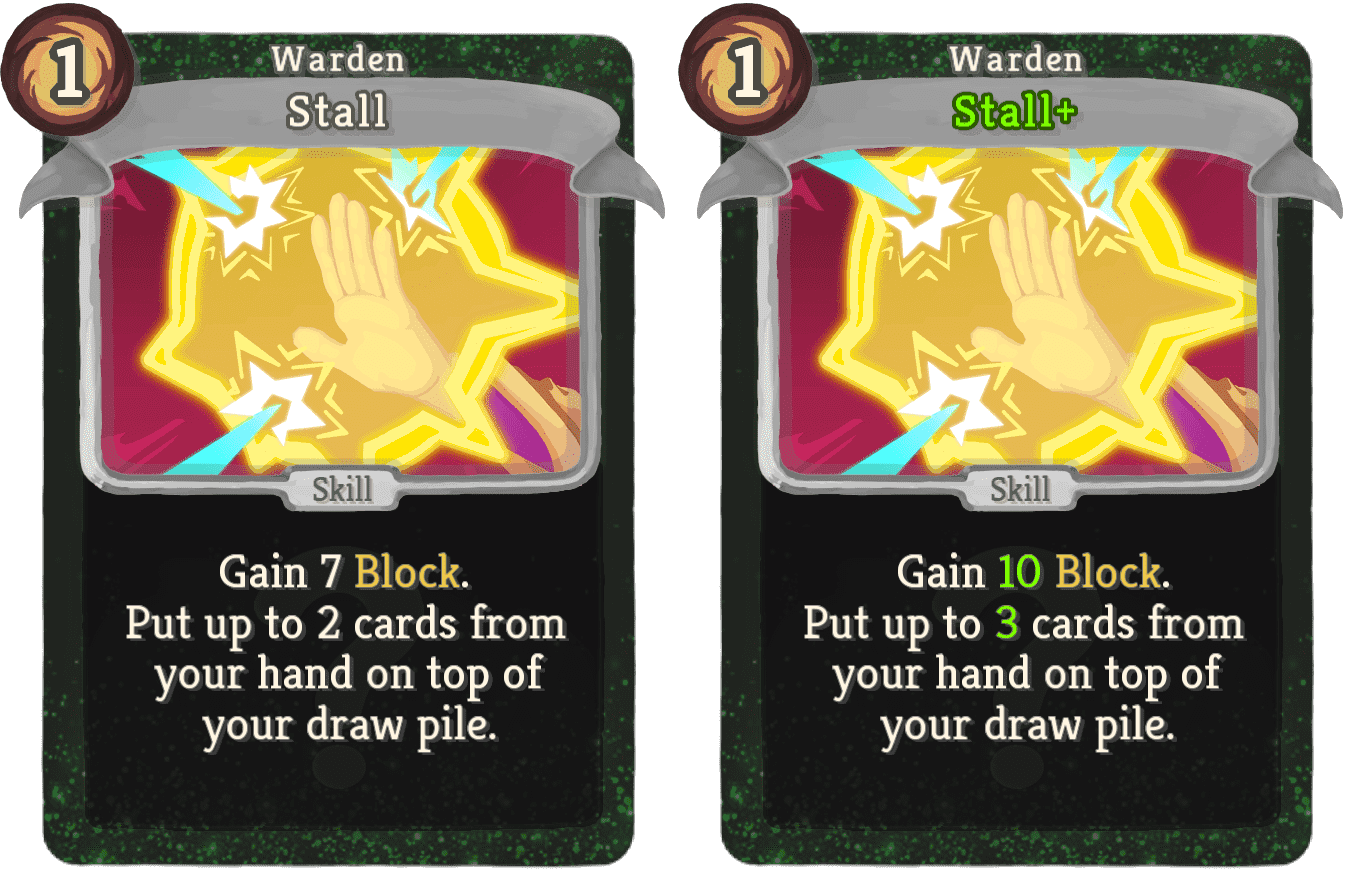 1
Warden
Stall
Skill
Gain 7 Block.
Put up to 2 cards from
your hand on top of
your draw pile.
1
Warden
Stall+
Skill
Gain 10 Block.
Put up to 3 cards from
your hand on top of
your draw pile.